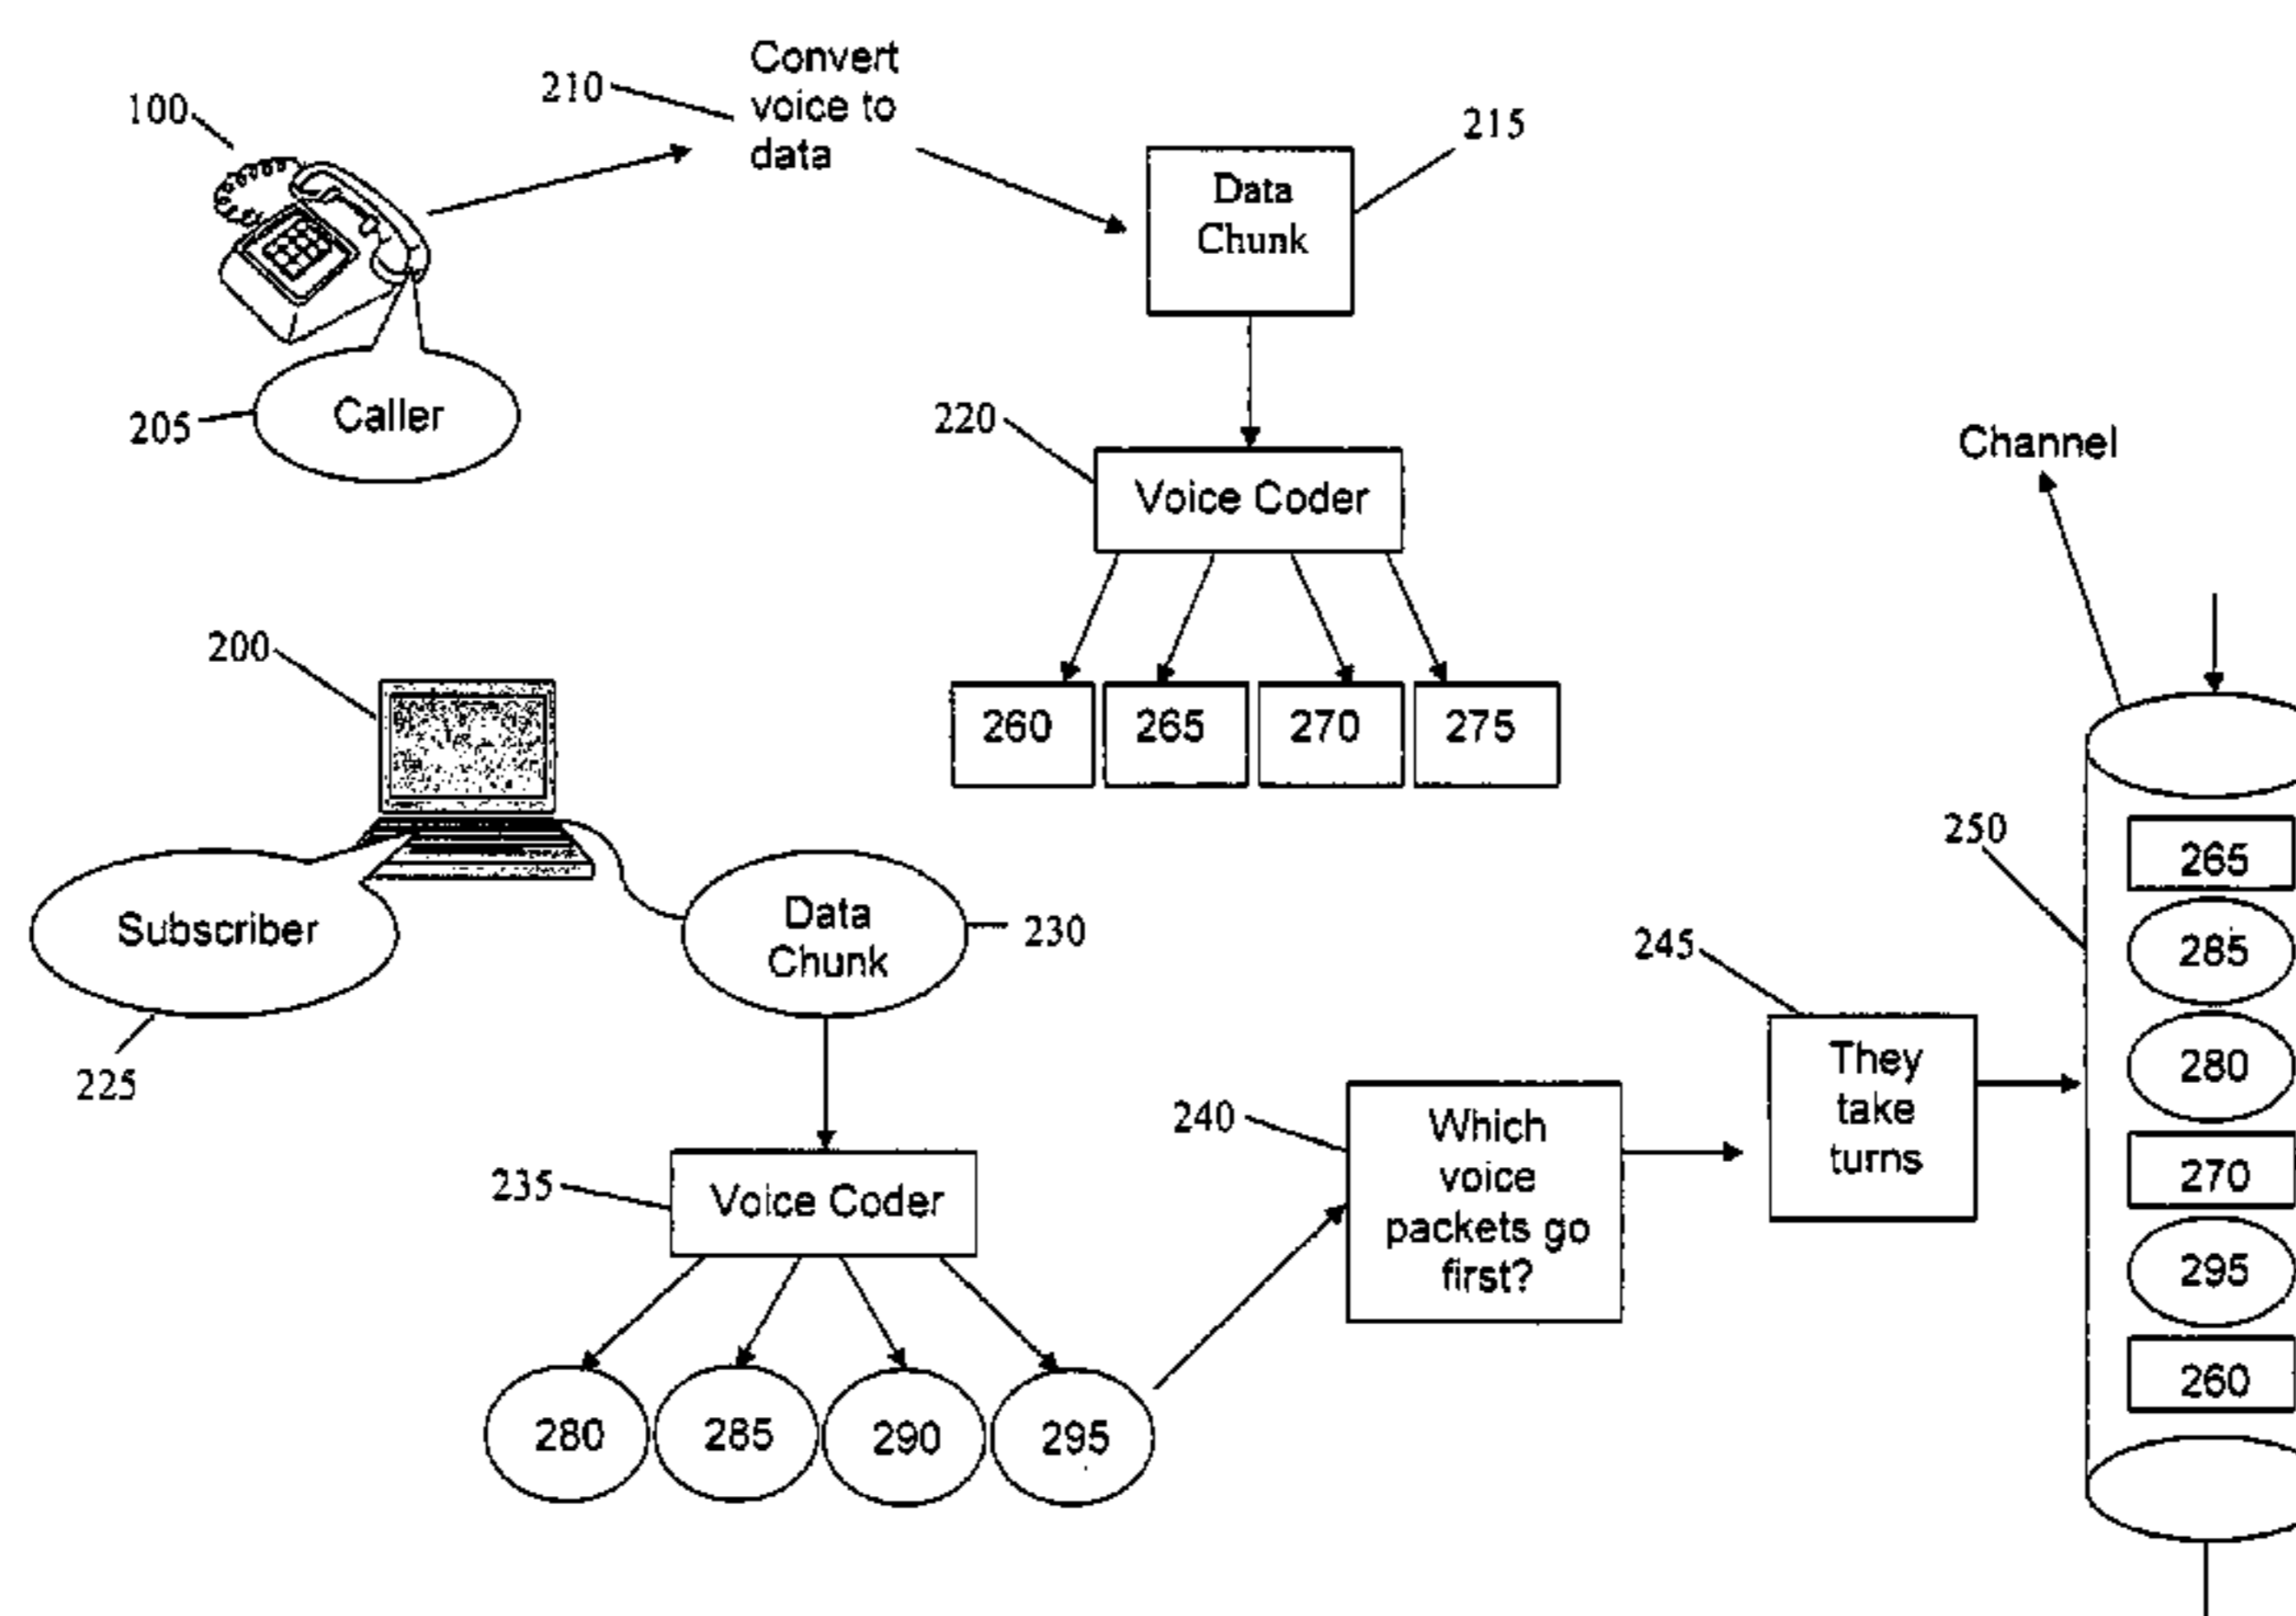 100
210
Convert
voice to
data
215
Data
Chunk
205
Caller
220
Voice Coder
Channel
260
265
270
275
200
Subscriber
225
Data
Chunk
230
235
Voice Coder
280
285
290
295
240
Which
voice
packets go
first?
245
They
take
turns
250
265
285
280
270
295
260